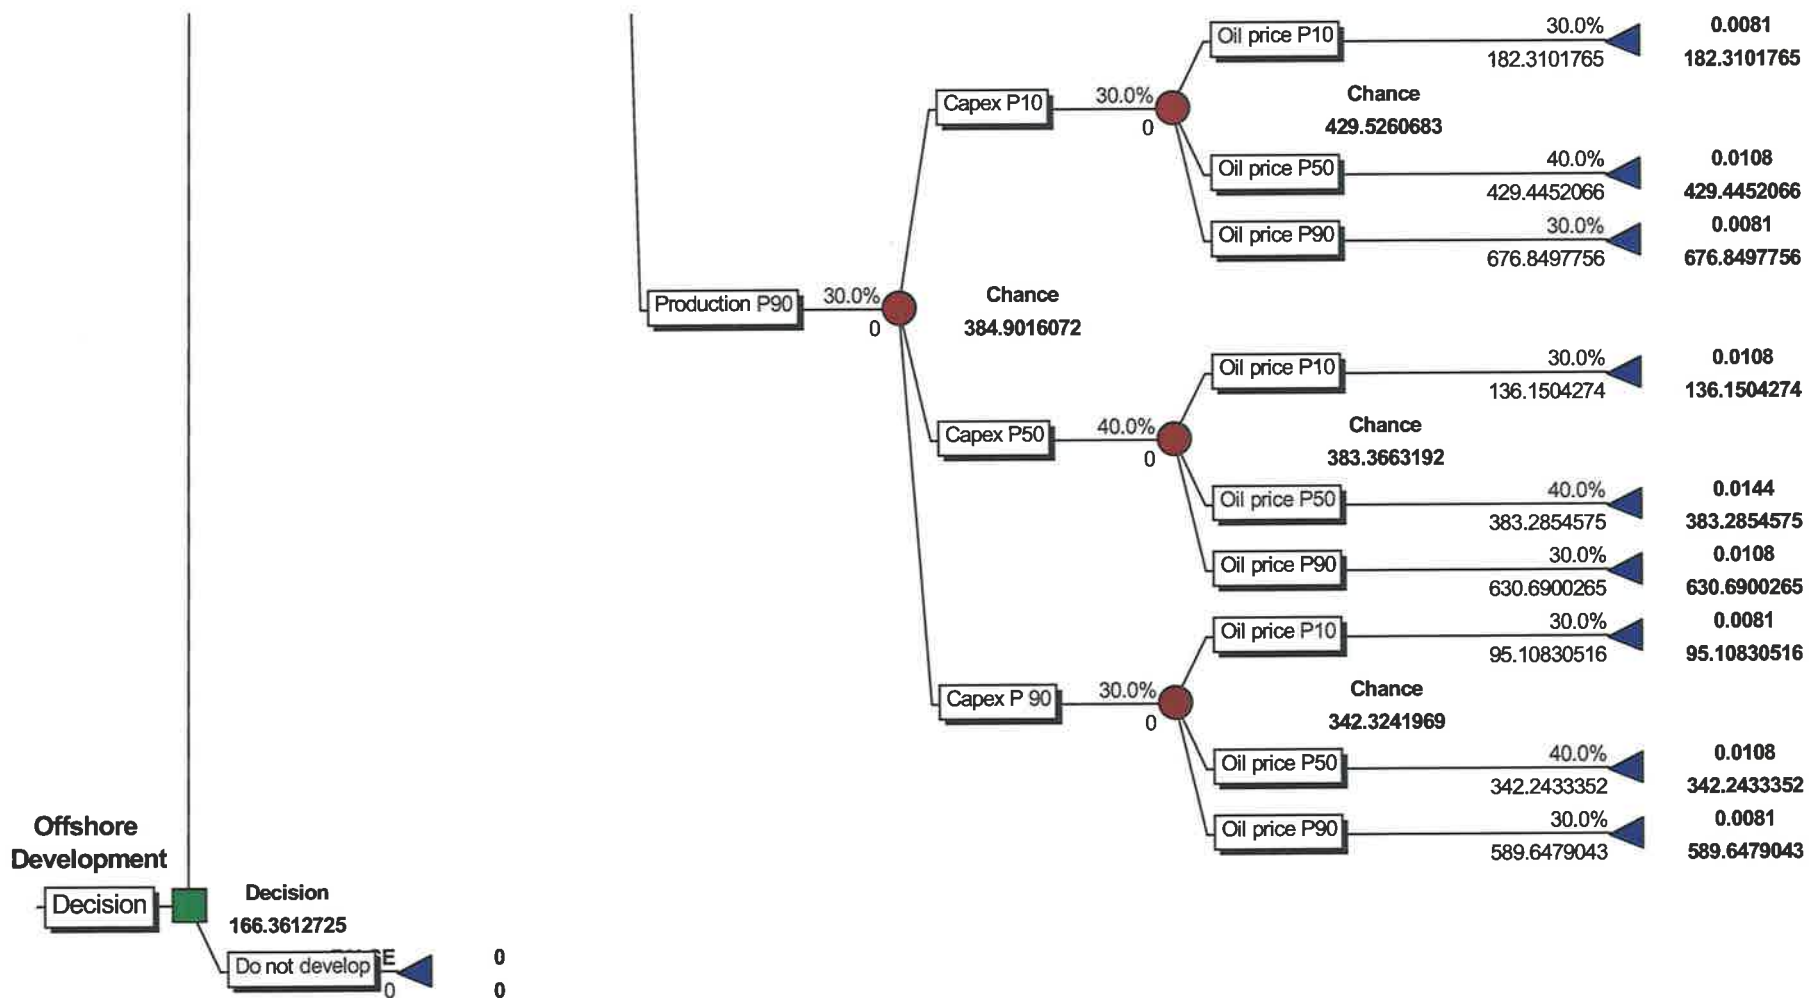 30.0%
0.0081
Oil price P10
182.3101765
182.3101765
Capex P10
30.0%
0
Chance
429.5260683
40.0%
0.0108
Oil price P50
429.4452066
429.4452066
30.0%
0.0081
Oil price P90
676.8497756
676.8497756
Production P90
30.0%
0
Chance
384.9016072
30.0%
0.0108
Oil price P10
136.1504274
136.1504274
Capex P50
40.0%
0
Chance
383.3663192
40.0%
0.0144
Oil price P50
383.2854575
383.2854575
30.0%
0.0108
Oil price P90
630.6900265
630.6900265
30.0%
0.0081
Oil price P10
95.10830516
95.10830516
Capex P 90
30.0%
0
Chance
342.3241969
40.0%
0.0108
Oil price P50
342.2433352
342.2433352
30.0%
0.0081
Oil price P90
589.6479043
589.6479043
Offshore
Development
Decision
Decision
166.3612725
Do not develop
0
0
0